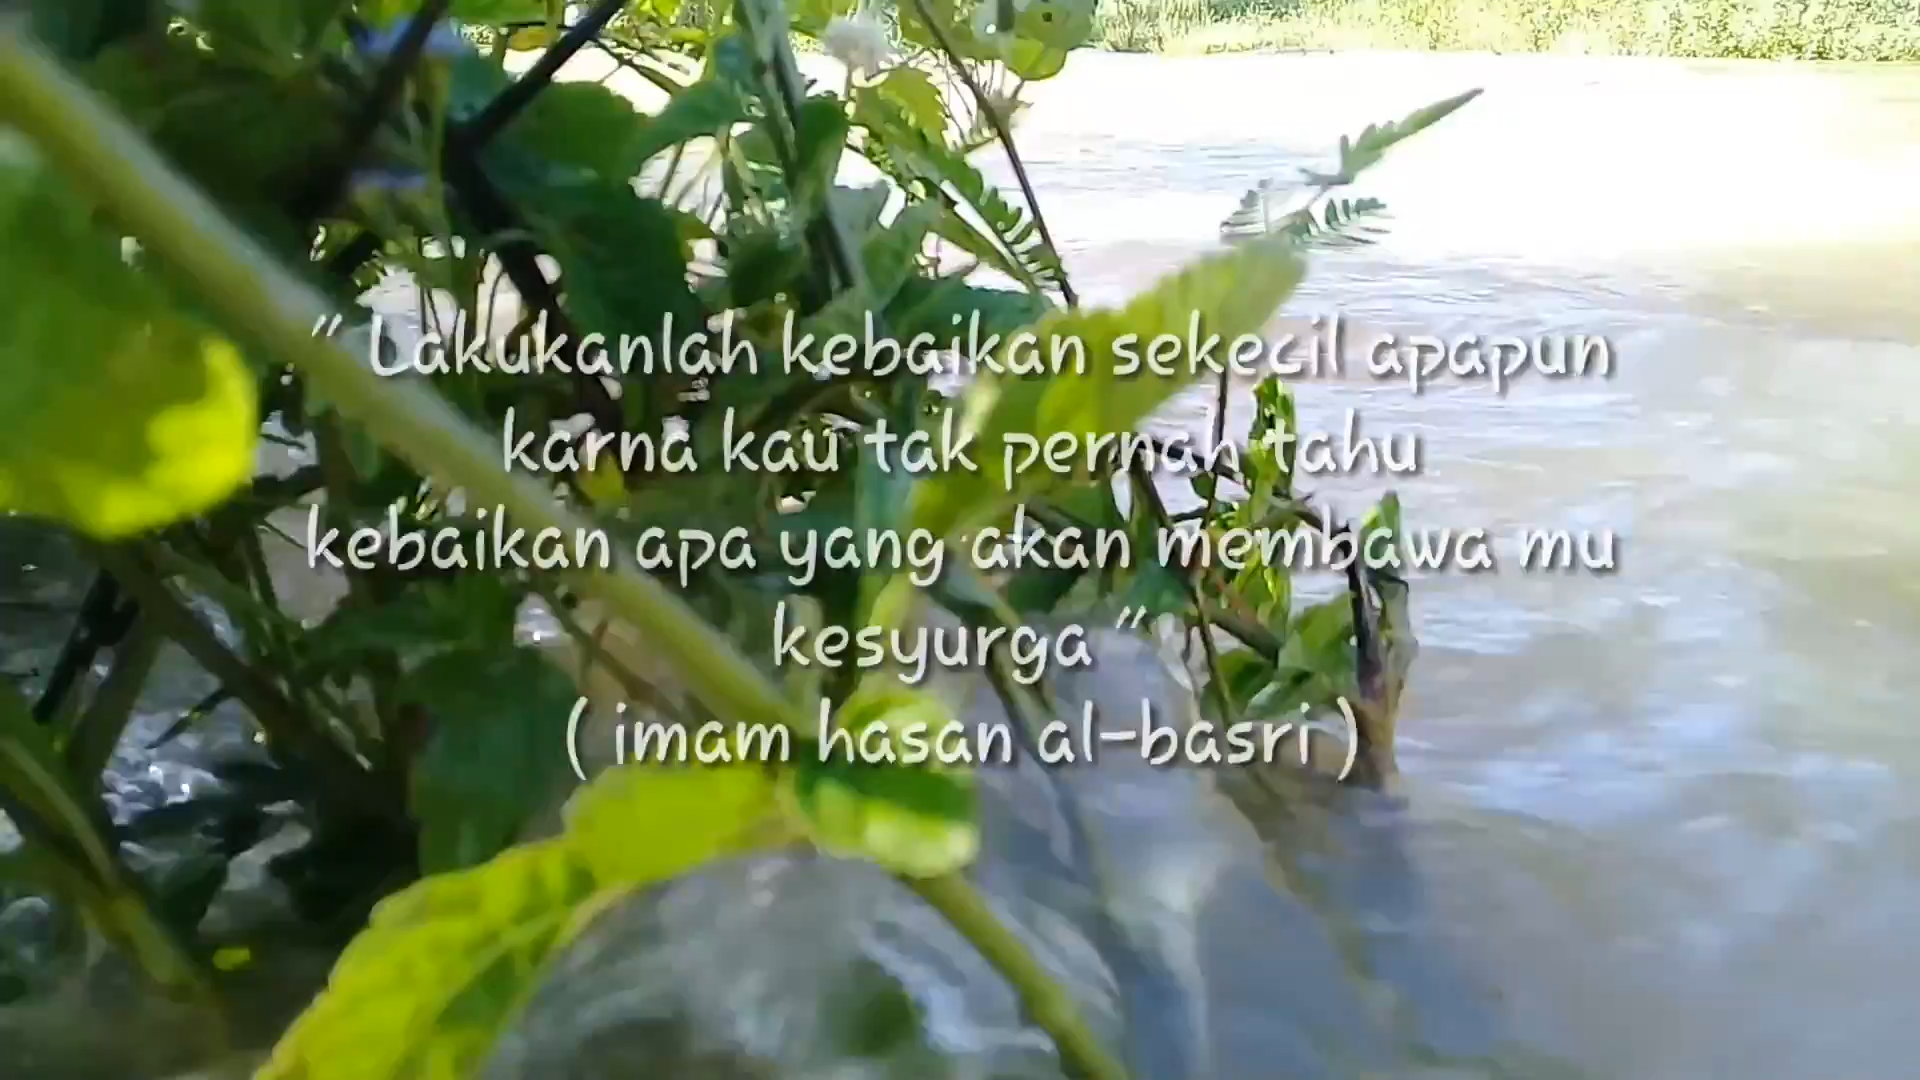 " Lakukanlah kebaikan sekecil apapun
karna kau tak pernah tahu
kebaikan apa yang akan membawa mu
kesyurga "
( imam hasan al-basri )